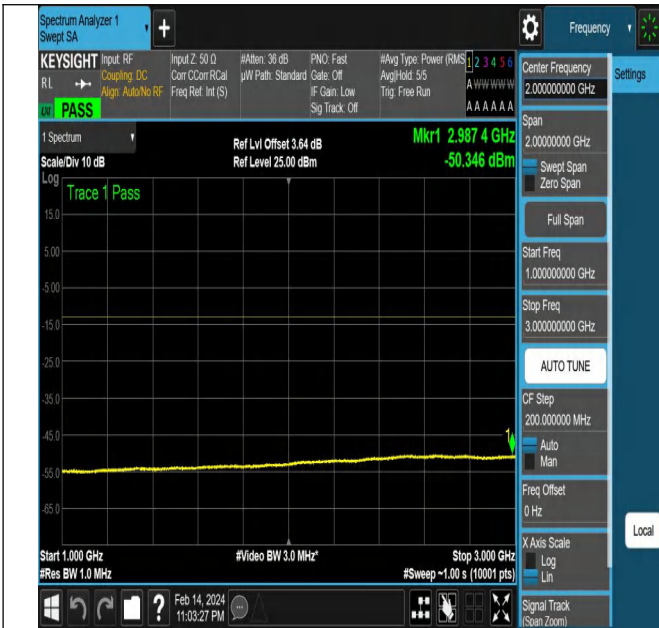 Spectrum Analyzer 1
Swept SA
+
Frequency
KEYSIGHT
RL
PASS
Input: RF
Coupling: DC
Align: Auto/No RF
Input Z: 50 Ω
Corr CCorr RCal
Freq Ref: Int (S)
#Atten: 36 dB
µW Path: Standard
PNO: Fast
Gate: Off
IF Gain: Low
Sig Track: Off
#Avg Type: Power (RMS
Avg|Hold: 5/5
Trig: Free Run
1 2 3 4 5 6
A W W W W W
A A A A A A
1 Spectrum
Scale/Div 10 dB
Log
Ref Lvl Offset 3.64 dB
Ref Level 25.00 dBm
Mkr1 2.987 4 GHz
-50.346 dBm
Trace 1 Pass
15.0
5.00
-5.00
-15.0
-25.0
-35.0
-45.0
-55.0
-65.0
1
Start 1.000 GHz
#Res BW 1.0 MHz
#Video BW 3.0 MHz*
Stop 3.000 GHz
#Sweep ~1.00 s (10001 pts)
Feb 14, 2024
11:03:27 PM
?
Center Frequency
2.00000000 GHz
Settings
Span
2.00000000 GHz
Swept Span
Zero Span
Full Span
Start Freq
1.000000000 GHz
Stop Freq
3.000000000 GHz
AUTO TUNE
CF Step
200.000000 MHz
Auto
Man
Freq Offset
0 Hz
X Axis Scale
Log
Lin
Local
Signal Track
(Span Zoom)